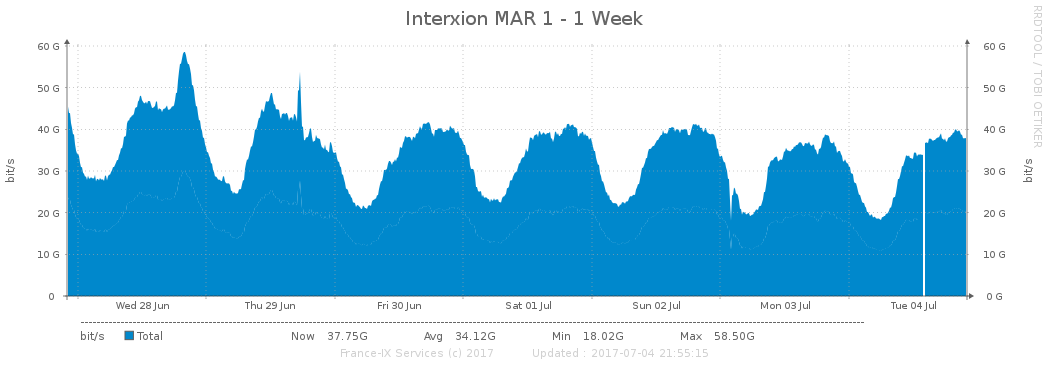 Interxion MAR 1 - 1 Week
RRDTOOL / TOBI OETIKER
bit/s
60 G
50 G
40 G
30 G
20 G
10 G
0
60 G
50 G
40 G
30 G
20 G
10 G
0 G
bit/s
Wed 28 Jun Thu 29 Jun Fri 30 Jun Sat 01 Jul Sun 02 Jul Mon 03 Jul Tue 04 Jul
bit/s Total Now 37.75G Avg 34.12G Min 18.02G Max 58.50G
France-IX Services (c) 2017 Updated : 2017-07-04 21:55:15